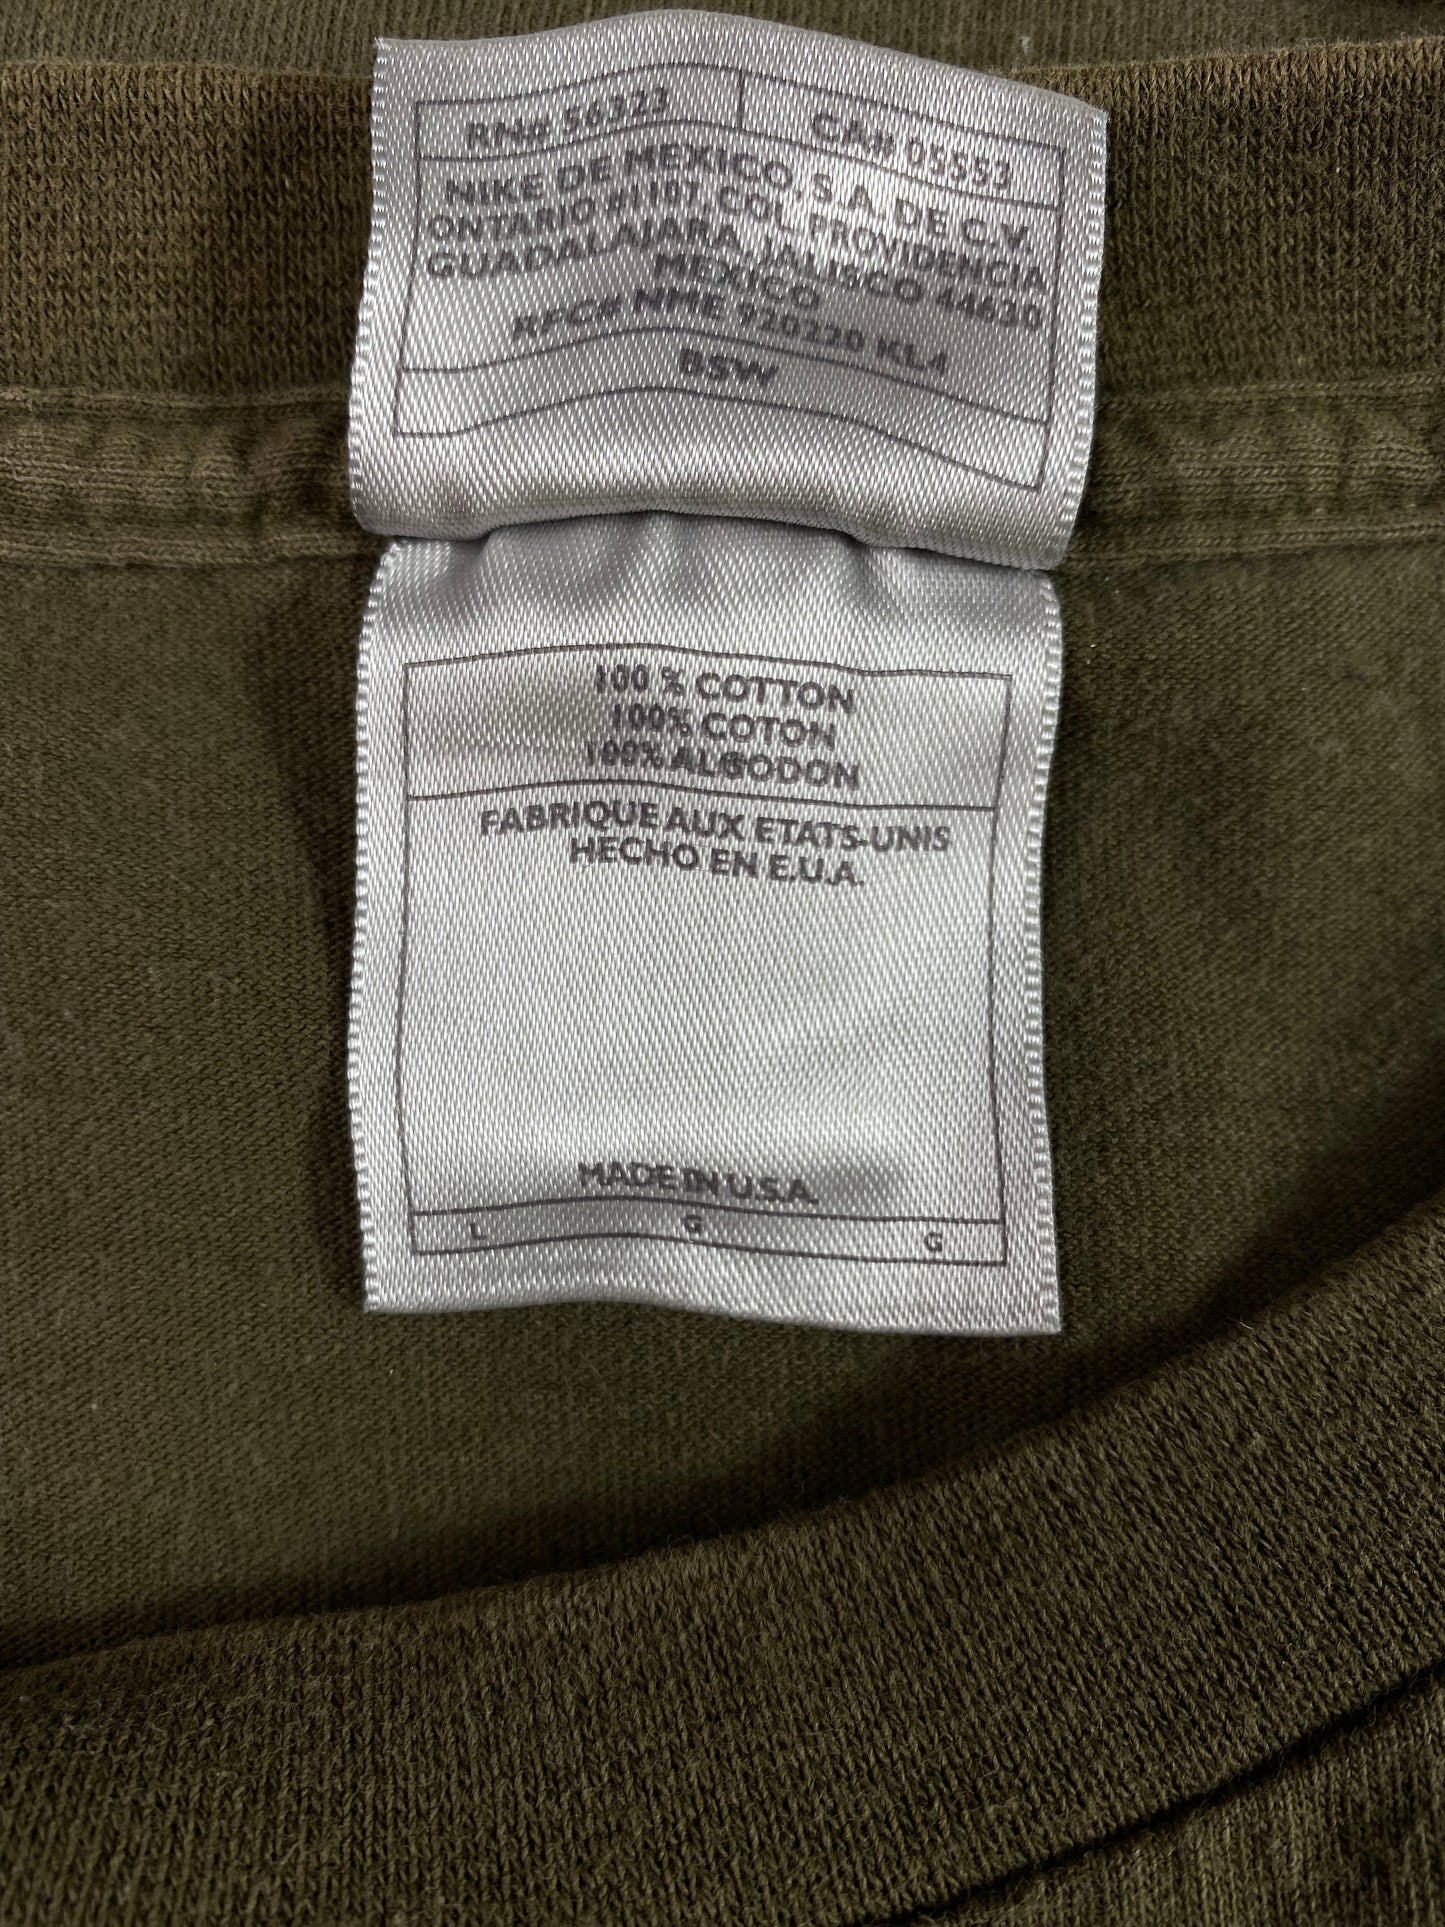 RN# 56323 CA# 05553
NIKE DE MEXICO, S.A. DE C.V.
ONTARIO #1107, COL. PROVIDENCIA
GUADALAJARA, JALISCO 44630
MEXICO
RFC# NME 920330 KL4
BSW
100 % COTTON
100% COTON
100% ALGODON
FABRIQUE AUX ETATS-UNIS
HECHO EN E.U.A.
MADE IN U.S.A.
L G G